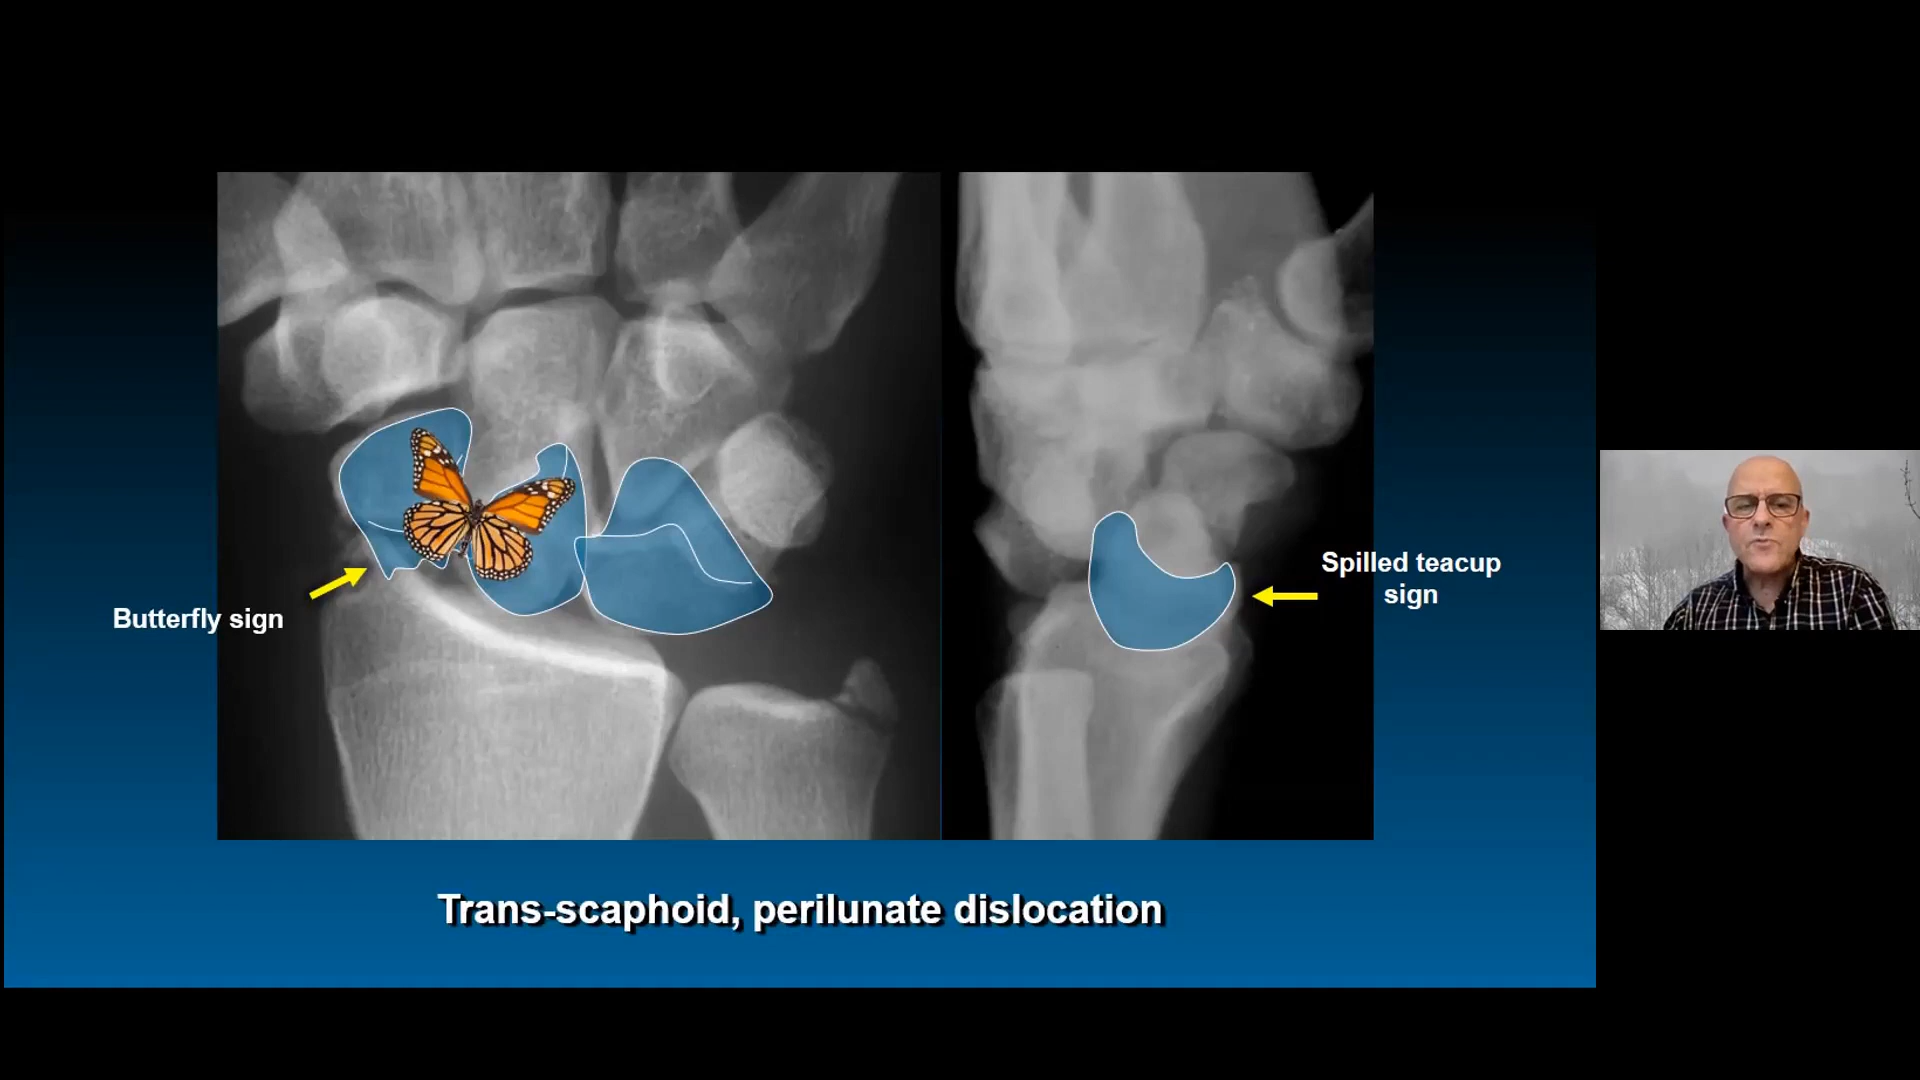 Butterfly sign
Spilled teacup
sign
Trans-scaphoid, perilunate dislocation